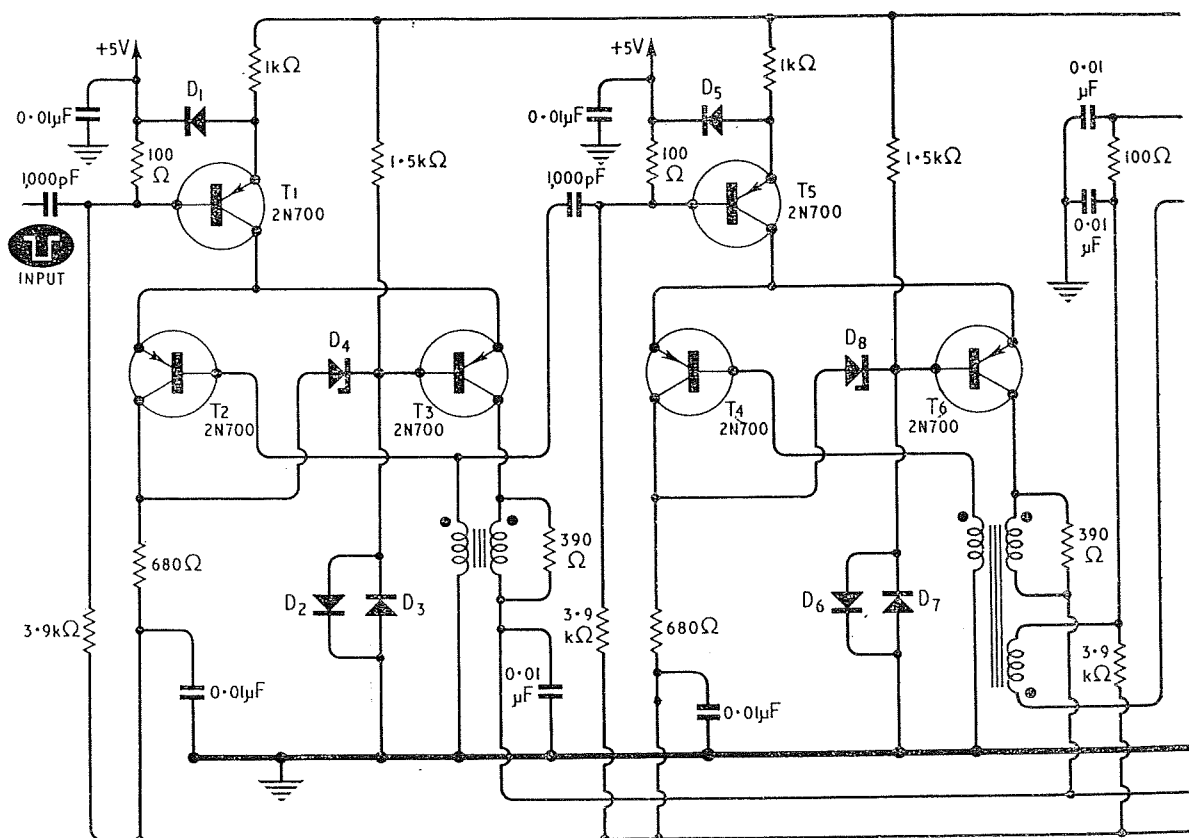 +5V
1kΩ
D1
0·01μF
100
Ω
1,000pF
T1
2N700
INPUT
1·5kΩ
+5V
1kΩ
D5
0·01μF
100
Ω
1,000pF
T5
2N700
1·5kΩ
0·01
μF
100Ω
0·01
μF
D4
T2
2N700
T3
2N700
D8
T4
2N700
T6
2N700
680Ω
390
Ω
D2
D3
3·9kΩ
0·01μF
0·01
μF
3·9
kΩ
680Ω
390
Ω
D6
D7
0·01μF
3·9
kΩ